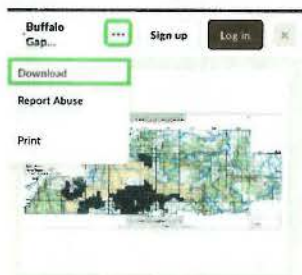 Buffalo
Gap...
...
Sign up
Log in
×
Download
Report Abuse
Print